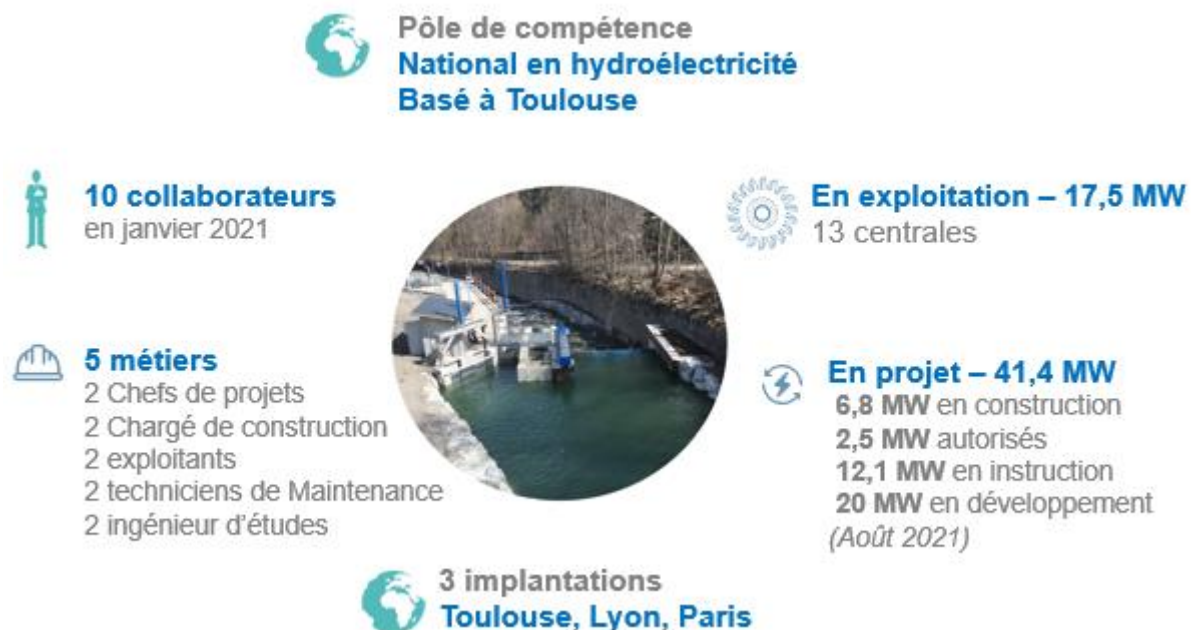 Pôle de compétence
National en hydroélectricité
Basé à Toulouse
10 collaborateurs
en janvier 2021
5 métiers
2 Chefs de projets
2 Chargé de construction
2 exploitants
2 techniciens de Maintenance
2 ingénieur d'études
En exploitation – 17,5 MW
13 centrales
En projet – 41,4 MW
6,8 MW en construction
2,5 MW autorisés
12,1 MW en instruction
20 MW en développement
(Août 2021)
3 implantations
Toulouse, Lyon, Paris